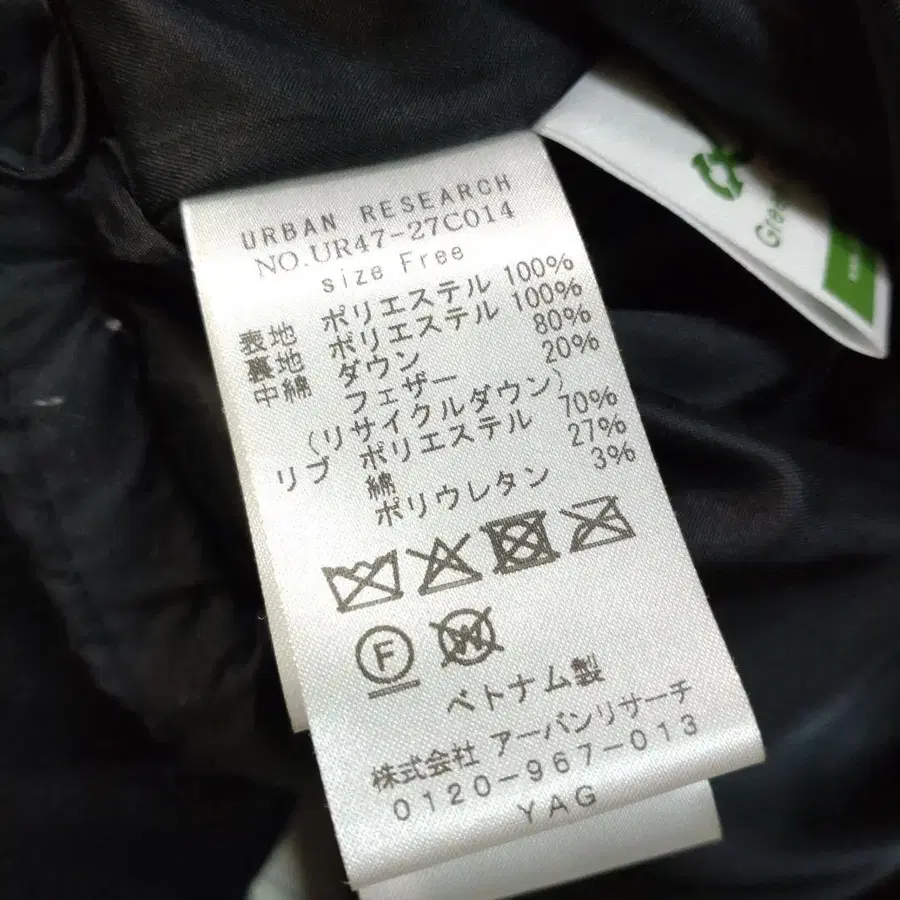 URBAN RESEARCH
NO.UR47-27C014
size Free
表地 ポリエステル 100%
裏地 ポリエステル 100%
中綿 ダウン 80%
フェザー 20%
(リサイクルダウン)
リブ ポリエステル 70%
綿 27%
ポリウレタン 3%
F
W
ベトナム製
株式会社 アーバンリサーチ
0120-967-013
YAG